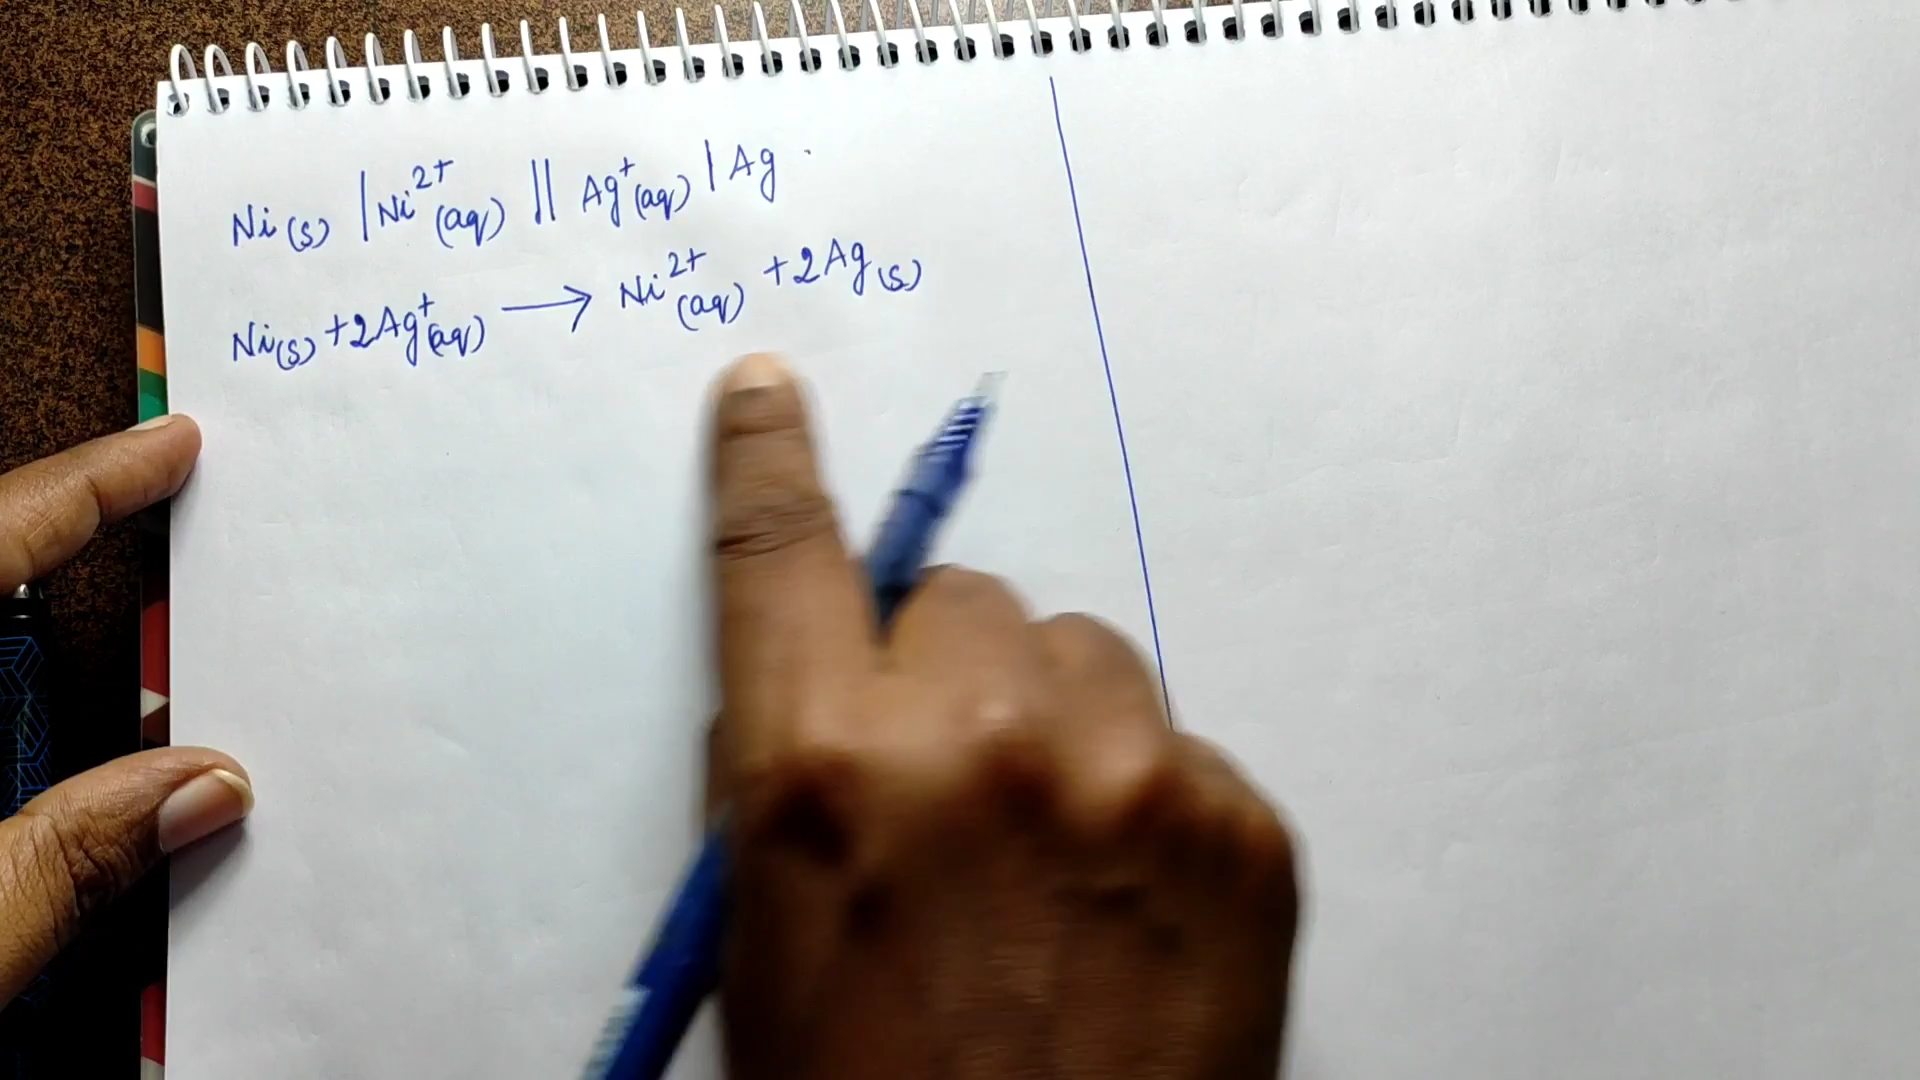 Ni(s) | Ni²⁺(aq) || Ag⁺(aq) | Ag .
Ni(s) + 2Ag⁺(aq) ⟶ Ni²⁺(aq) + 2Ag(s)